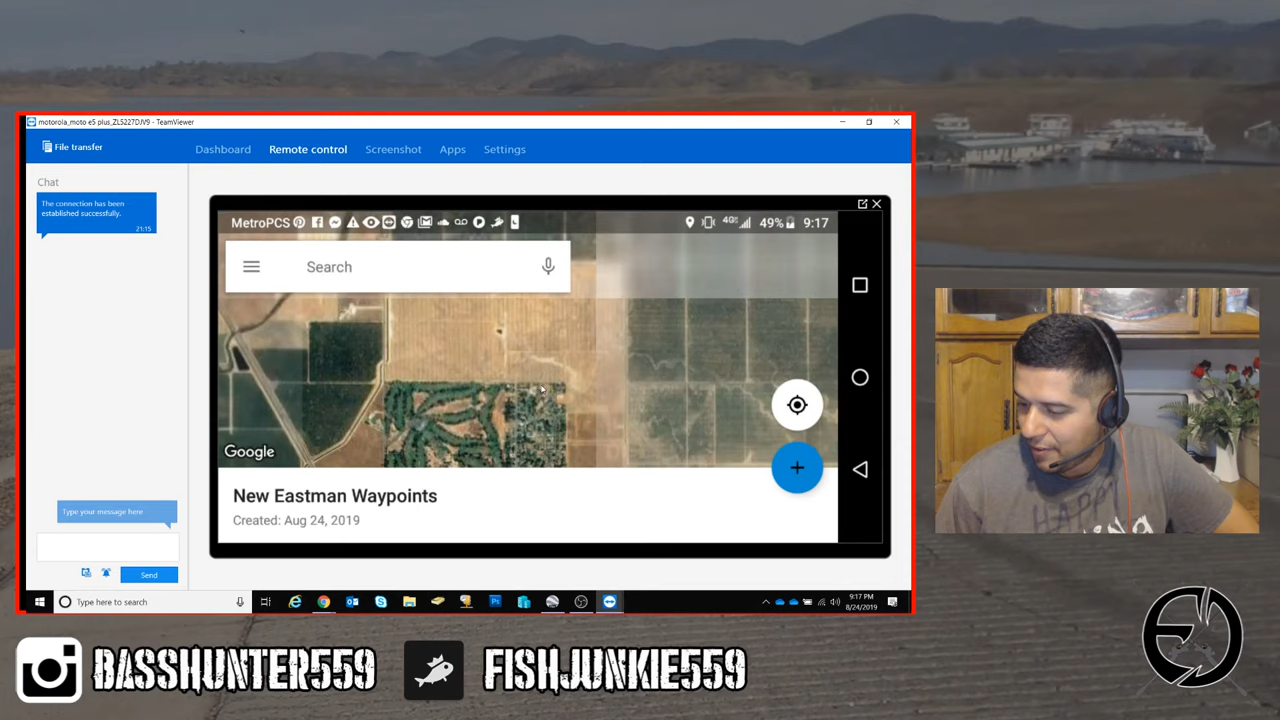 motorola_moto e5 plus_ZL5227DJV9 - TeamViewer
File transfer
Dashboard
Remote control
Screenshot
Apps
Settings
Chat
The connection has been
established successfully.
21:15
MetroPCS
4G
49%
9:17
Search
Google
New Eastman Waypoints
Created: Aug 24, 2019
Type your message here
Send
Type here to search
9:17 PM
8/24/2019
HAPPY
BASSHUNTER559
FISHJUNKIE559